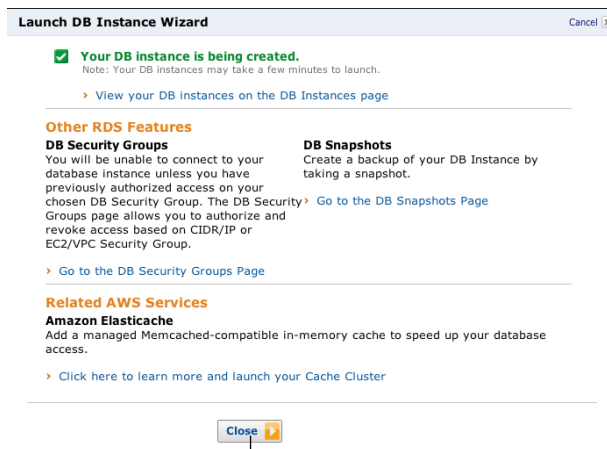 Launch DB Instance Wizard
Cancel
Your DB instance is being created.
Note: Your DB instances may take a few minutes to launch.
View your DB instances on the DB Instances page
Other RDS Features
DB Security Groups
You will be unable to connect to your
database instance unless you have
previously authorized access on your
chosen DB Security Group. The DB Security
Groups page allows you to authorize and
revoke access based on CIDR/IP or
EC2/VPC Security Group.
Go to the DB Security Groups Page
DB Snapshots
Create a backup of your DB Instance by
taking a snapshot.
Go to the DB Snapshots Page
Related AWS Services
Amazon Elasticache
Add a managed Memcached-compatible in-memory cache to speed up your database
access.
Click here to learn more and launch your Cache Cluster
Close